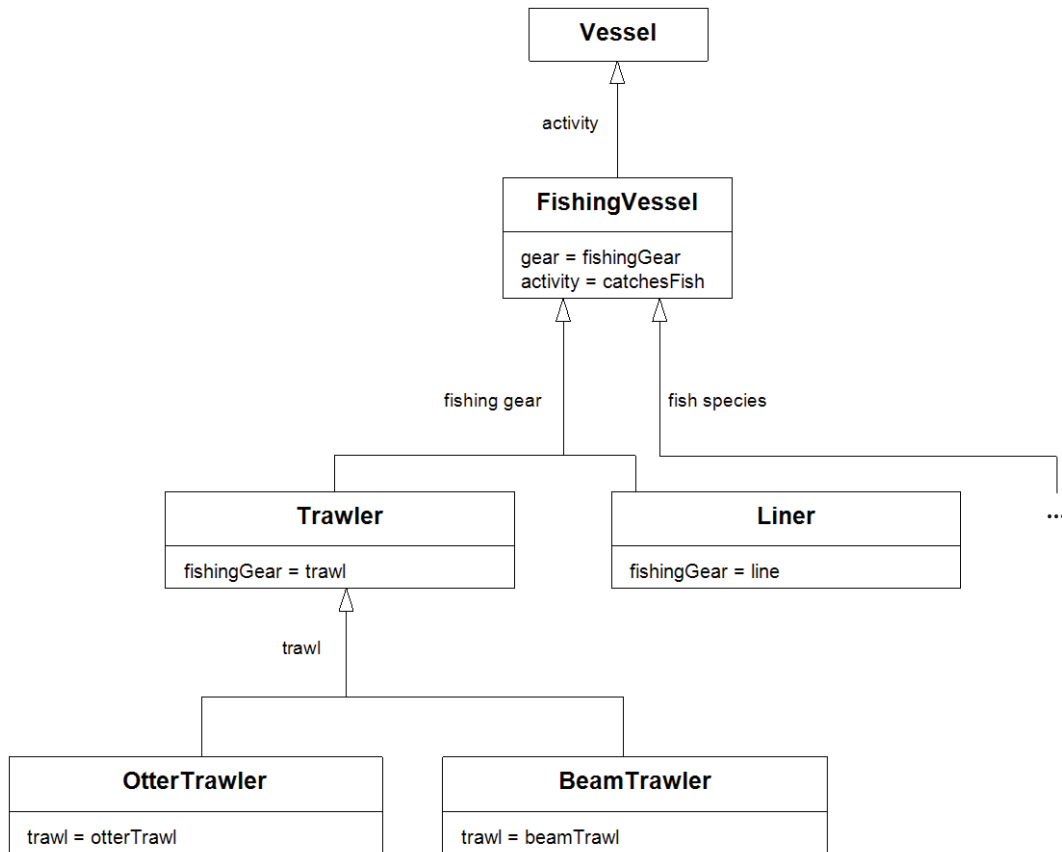 Vessel
activity
FishingVessel
gear = fishingGear
activity = catchesFish
fishing gear
fish species
Trawler
fishingGear = trawl
Liner
fishingGear = line
...
trawl
OtterTrawler
trawl = otterTrawl
BeamTrawler
trawl = beamTrawl